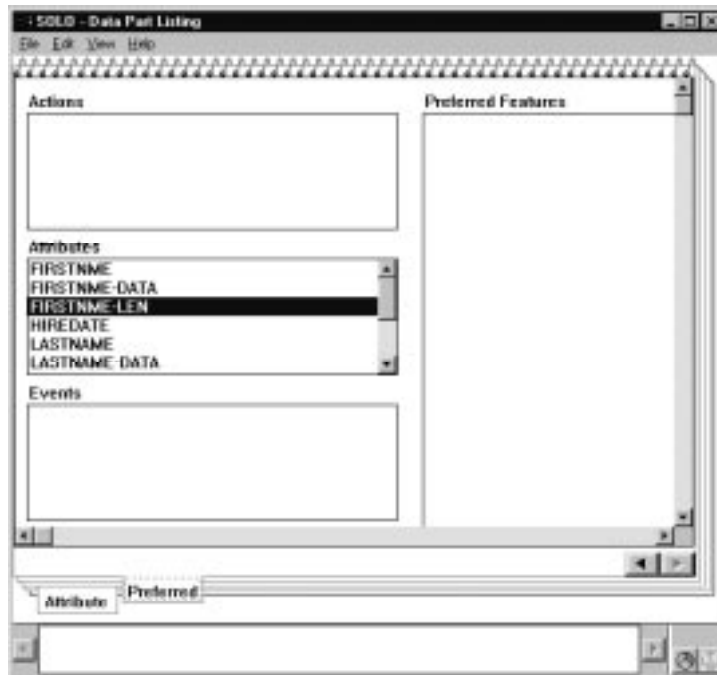 SOLO - Data Part Listing
File Edit View Help
Actions
Preferred Features
Attributes
FIRSTNME
FIRSTNME-DATA
FIRSTNME-LEN
HIREDATE
LASTNAME
LASTNAME-DATA
Events
Attribute
Preferred